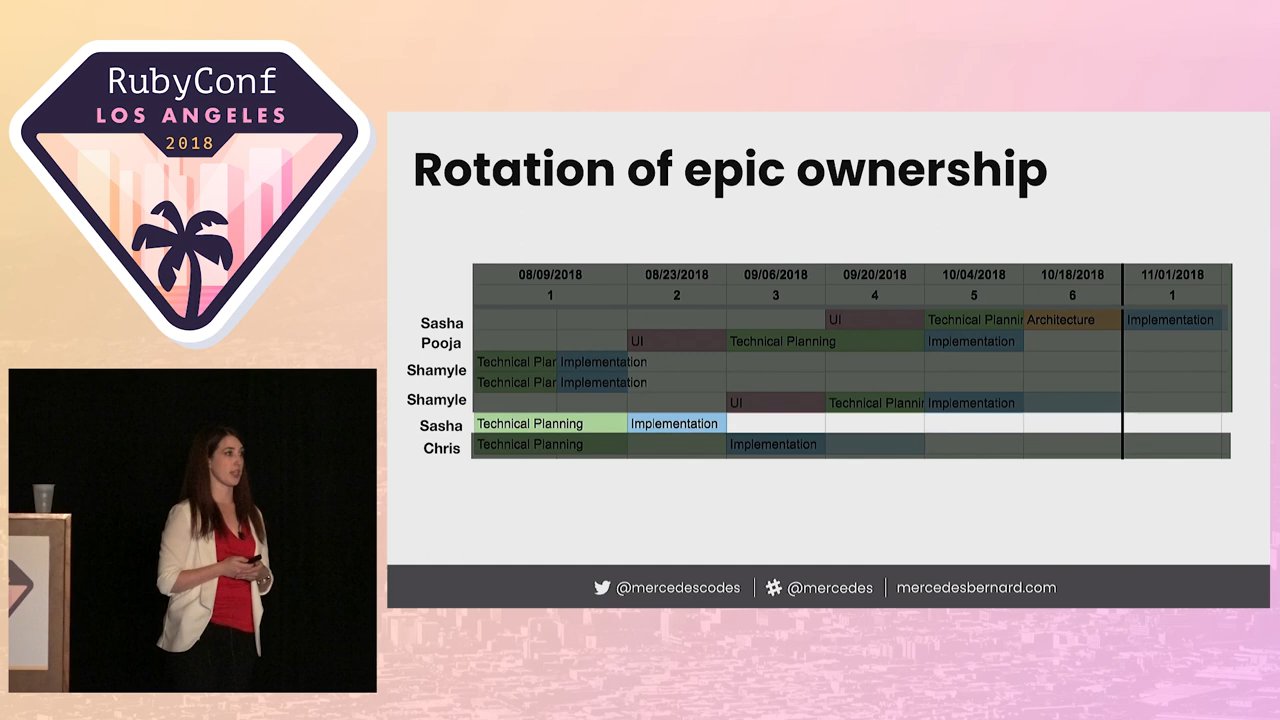 RubyConf
LOS ANGELES
2018
Rotation of epic ownership
08/09/2018 08/23/2018 09/06/2018 09/20/2018 10/04/2018 10/18/2018 11/01/2018
1 2 3 4 5 6 1
Sasha UI Technical Plannin Architecture Implementation
Pooja UI Technical Planning Implementation
Shamyle Technical Plan Implementation
Technical Plan Implementation
Shamyle UI Technical Plannin Implementation
Sasha Technical Planning Implementation
Chris Technical Planning Implementation
@mercedescodes @mercedes mercedesbernard.com